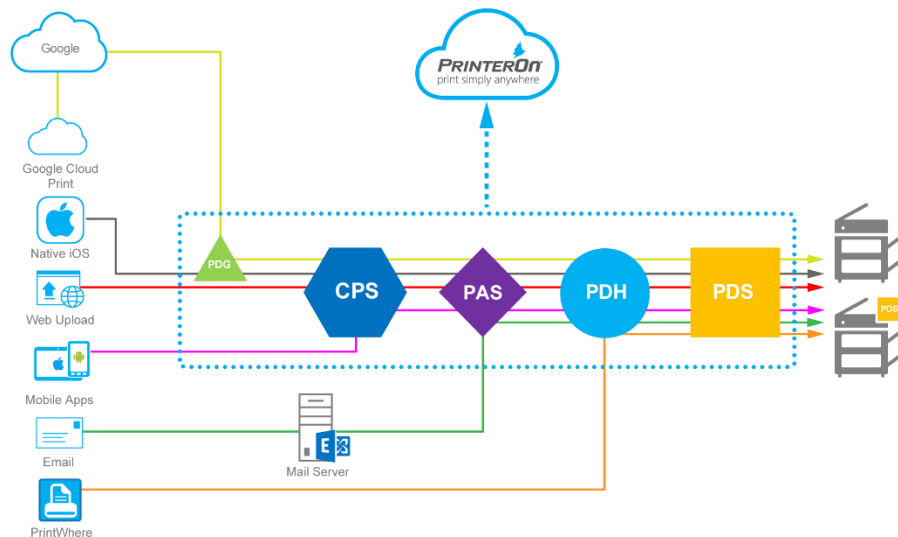 Google
PRINTERON
print simply anywhere
Google Cloud
Print
Native iOS
PDG
CPS
PAS
PDH
PDS
Web Upload
PDS
Mobile Apps
Email
E
Mail Server
PrintWhere